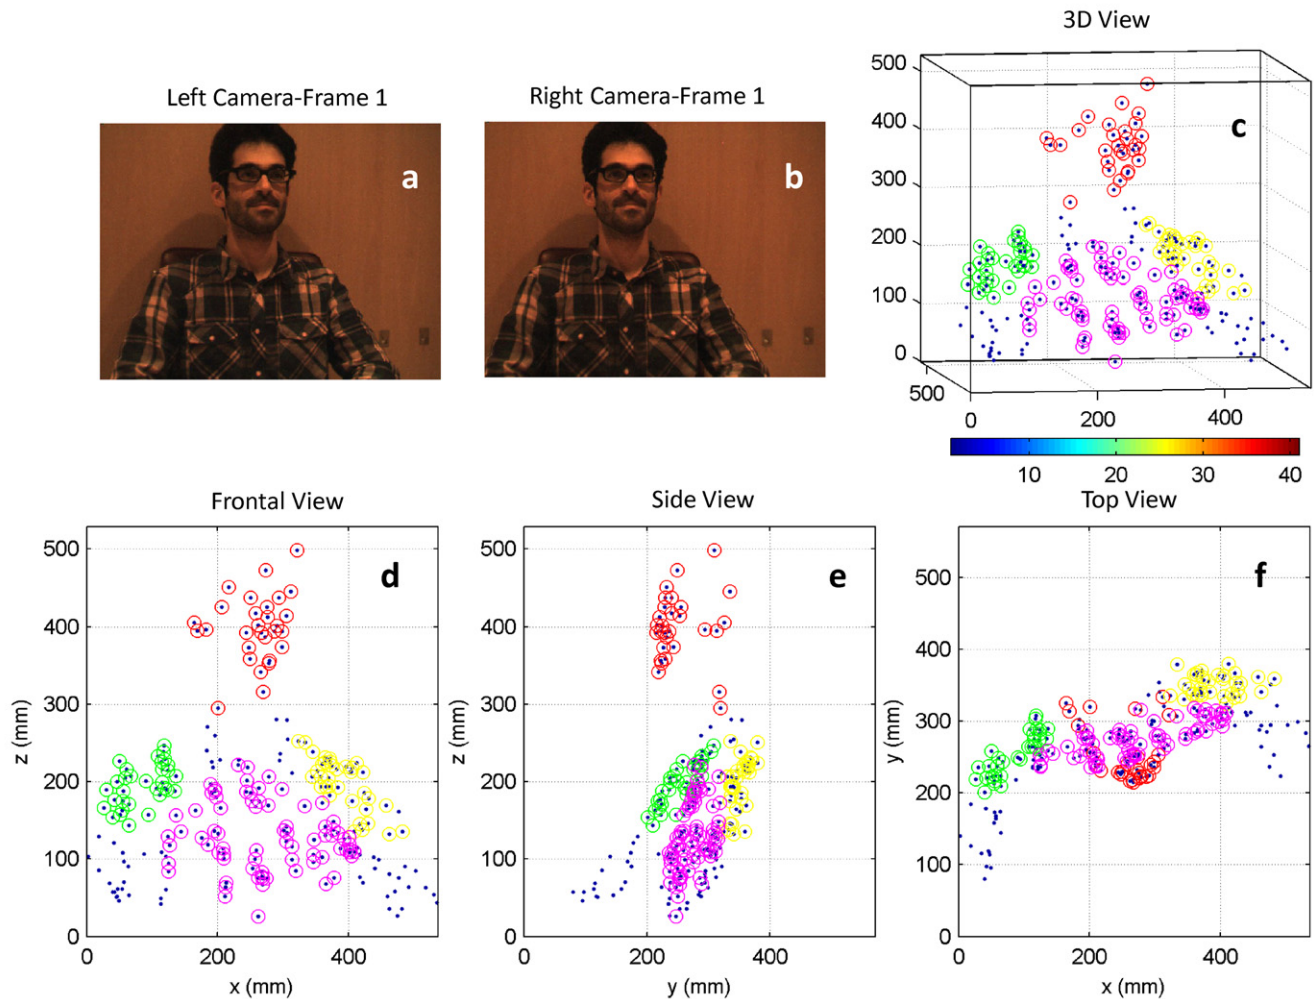 3D View
Left Camera-Frame 1
Right Camera-Frame 1
a
b
c
500
400
300
200
100
0
500
0
200
400
10
20
30
40
Frontal View
Side View
Top View
d
e
f
500
400
300
200
100
0
z (mm)
0
200
400
x (mm)
500
400
300
200
100
0
z (mm)
0
200
400
y (mm)
500
400
300
200
100
0
y (mm)
0
200
400
x (mm)